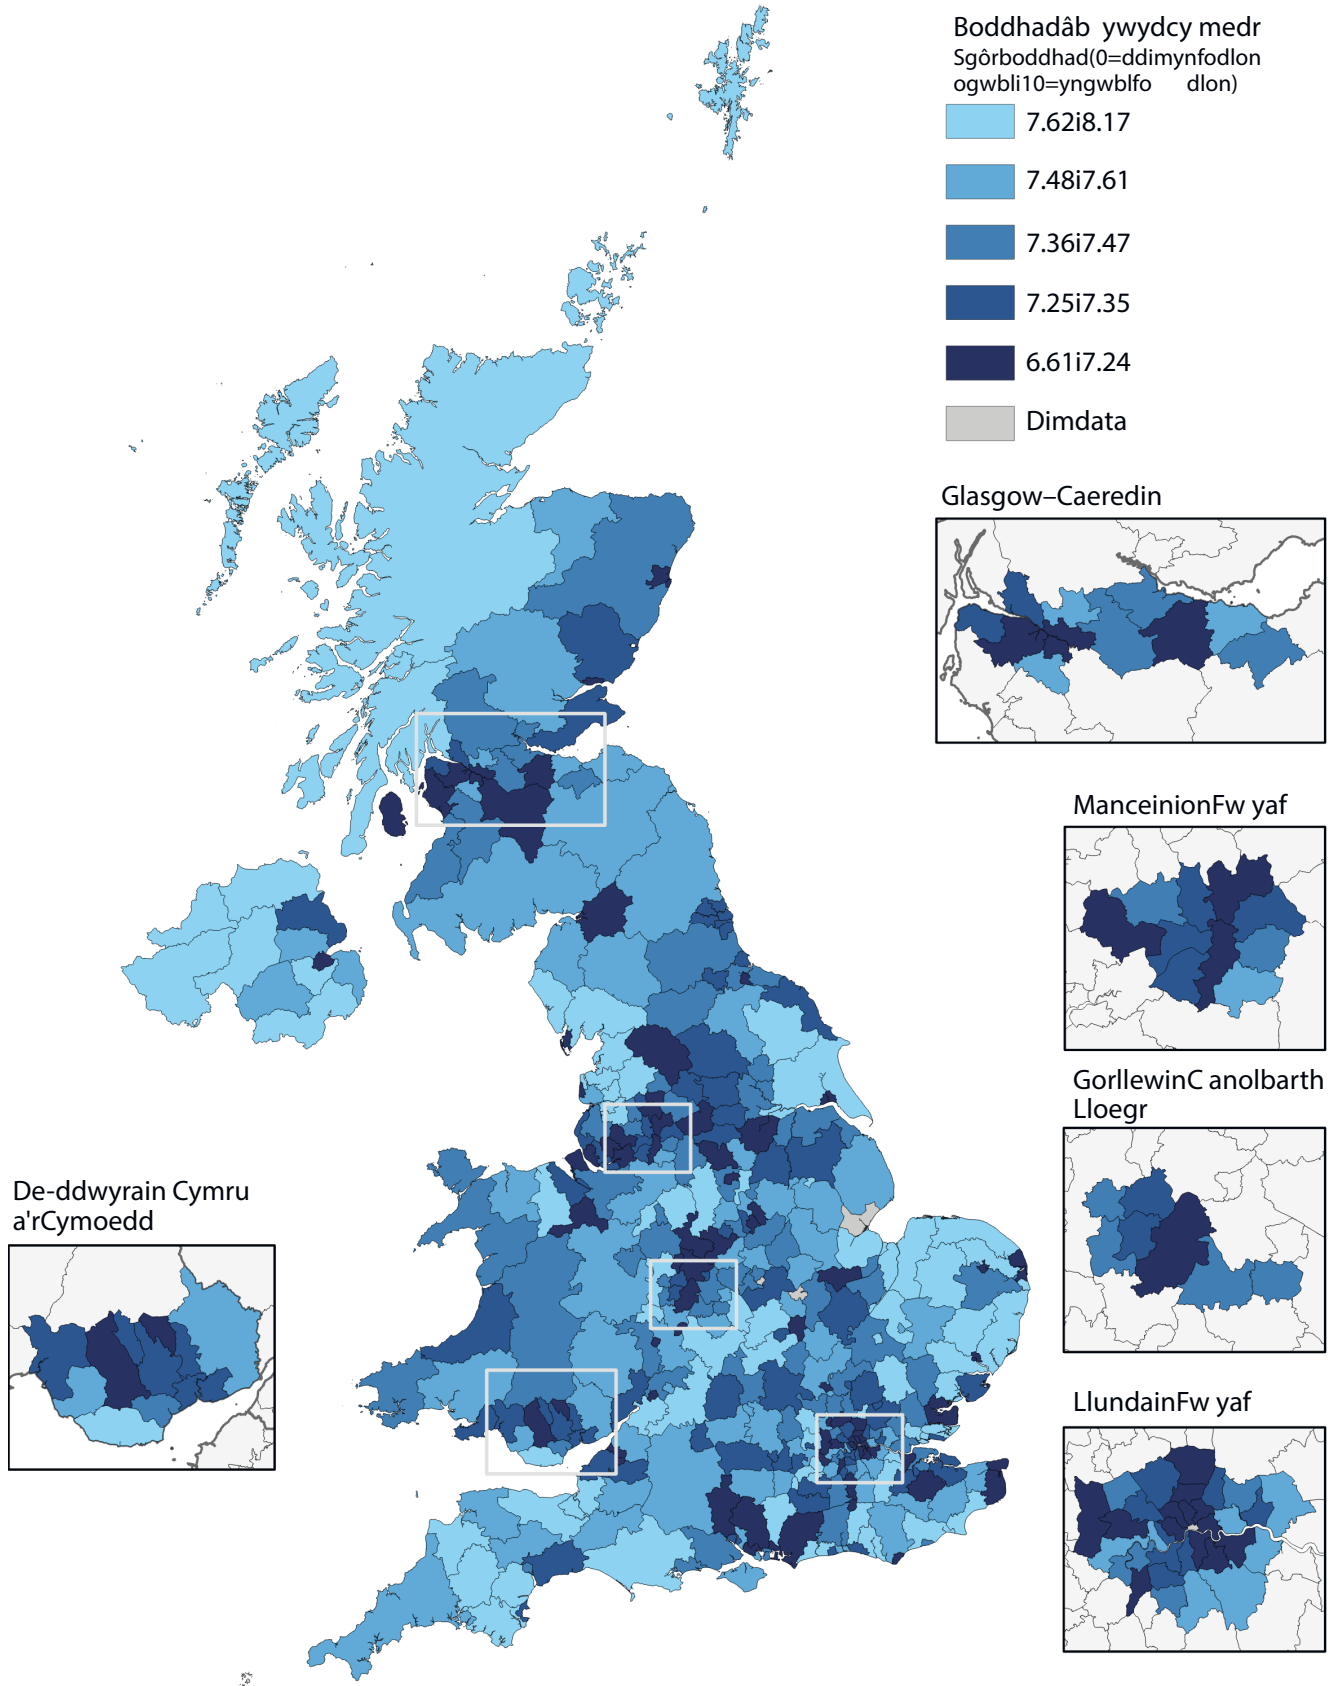 Boddhadâb ywydcy medr
Sgôrboddhad(0=ddimynfodlon
ogwbli10=yngwblfo dlon)
7.62i8.17
7.48i7.61
7.36i7.47
7.25i7.35
6.61i7.24
Dimdata
Glasgow–Caeredin
ManceinionFw yaf
GorllewinC anolbarth
Lloegr
De-ddwyrain Cymru
a'rCymoedd
LlundainFw yaf